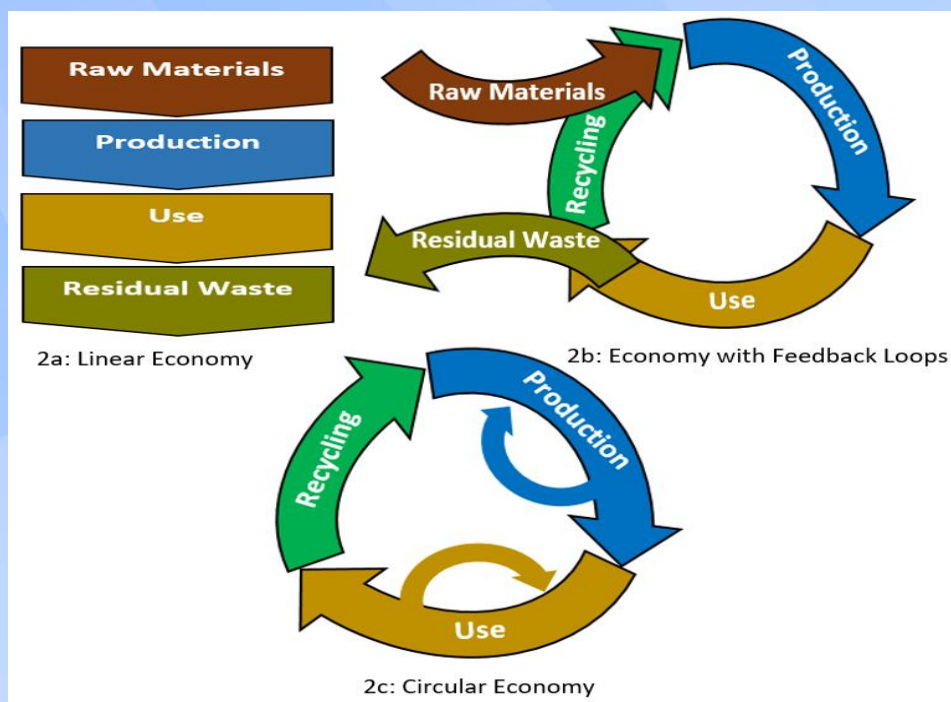 Raw Materials
Production
Use
Residual Waste
2a: Linear Economy
Raw Materials
Recycling
Production
Residual Waste
Use
2b: Economy with Feedback Loops
Recycling
Production
Use
2c: Circular Economy